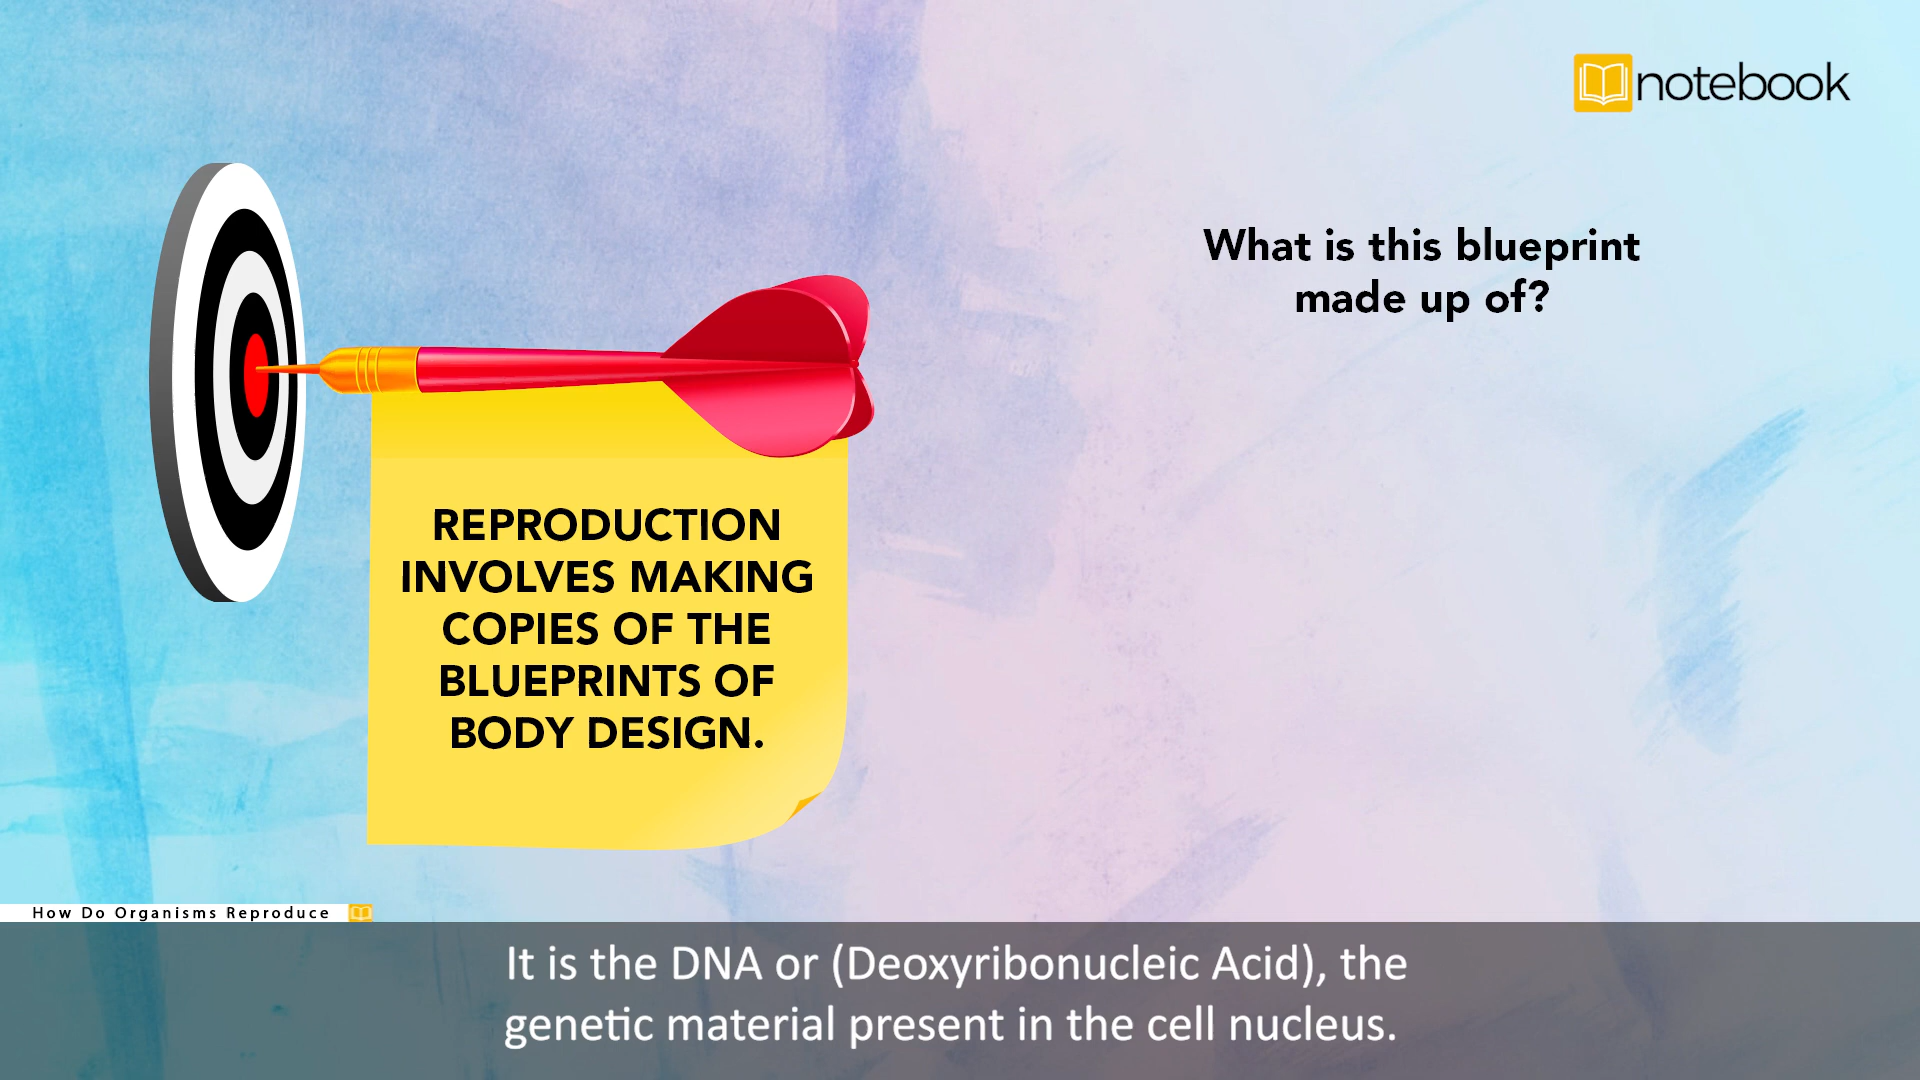 notebook
What is this blueprint
made up of?
REPRODUCTION
INVOLVES MAKING
COPIES OF THE
BLUEPRINTS OF
BODY DESIGN.
How Do Organisms Reproduce
It is the DNA or (Deoxyribonucleic Acid), the
genetic material present in the cell nucleus.